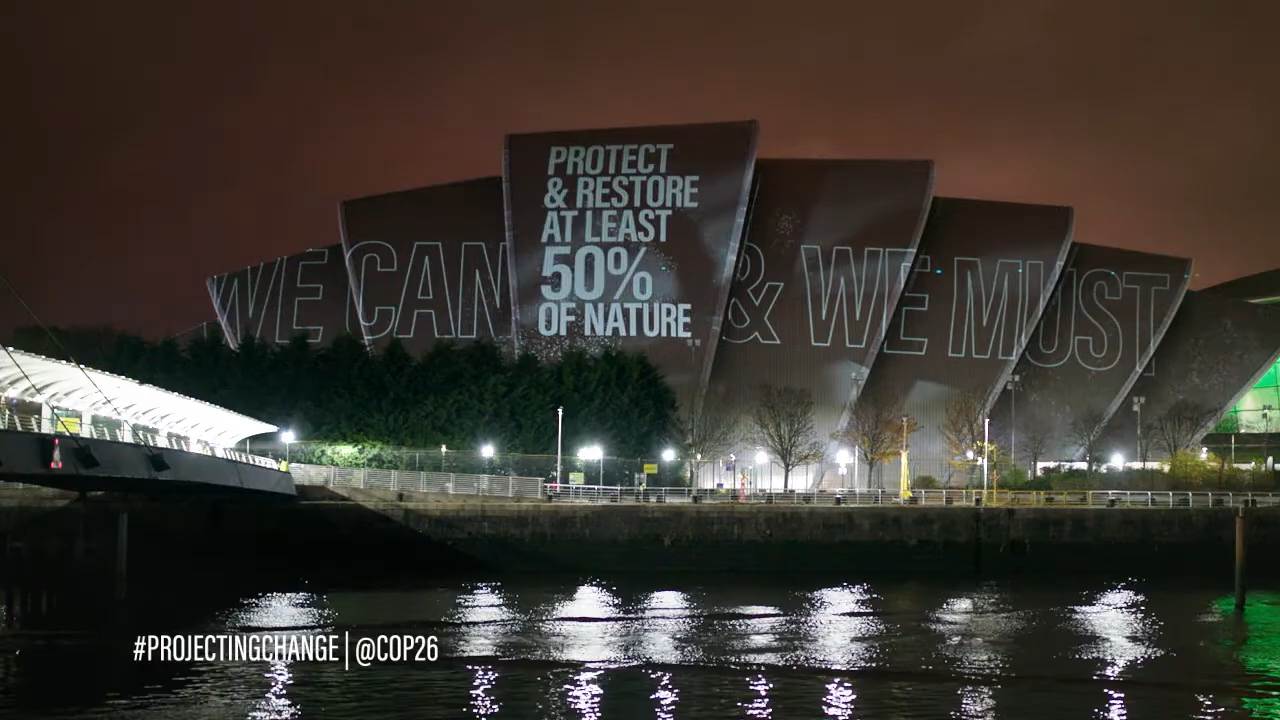 PROTECT
& RESTORE
AT LEAST
50%
OF NATURE
WE CAN & WE MUST
#PROJECTINGCHANGE | @COP26